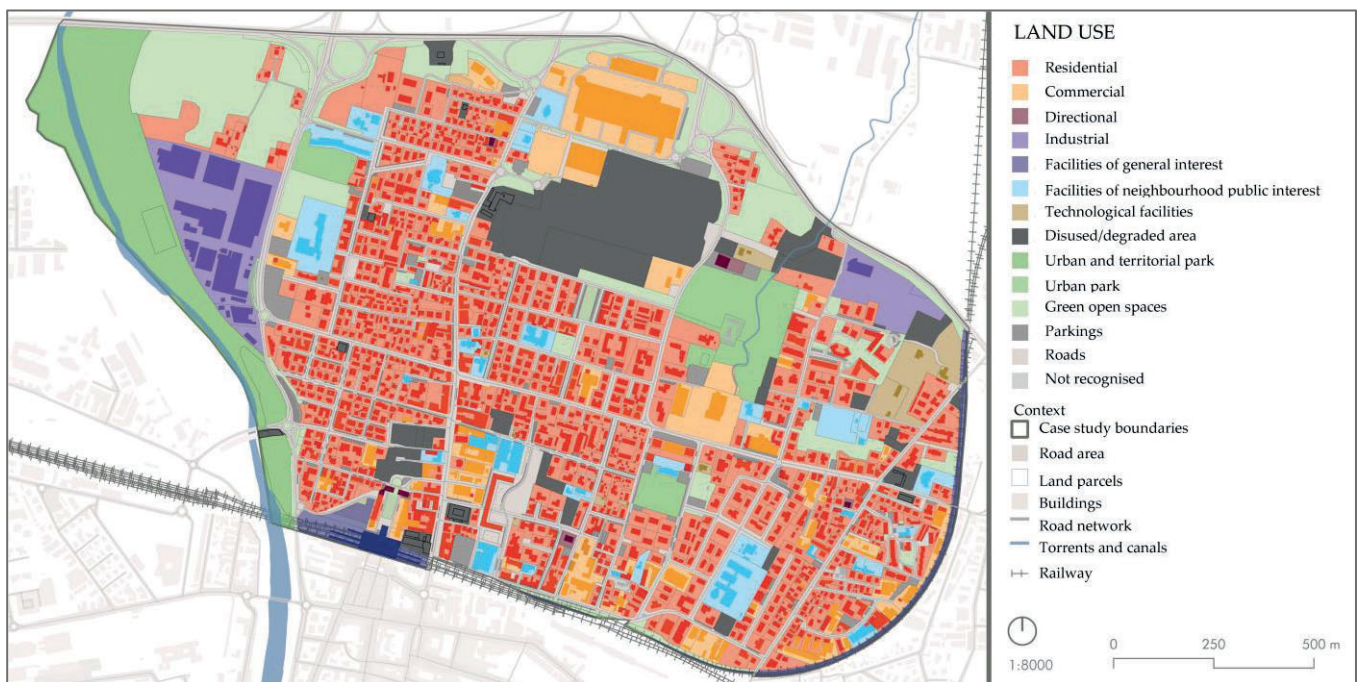 LAND USE
Residential
Commercial
Directional
Industrial
Facilities of general interest
Facilities of neighbourhood public interest
Technological facilities
Disused/degraded area
Urban and territorial park
Urban park
Green open spaces
Parkings
Roads
Not recognised
Context
Case study boundaries
Road area
Land parcels
Buildings
Road network
Torrents and canals
Railway
1:8000
0 250 500 m